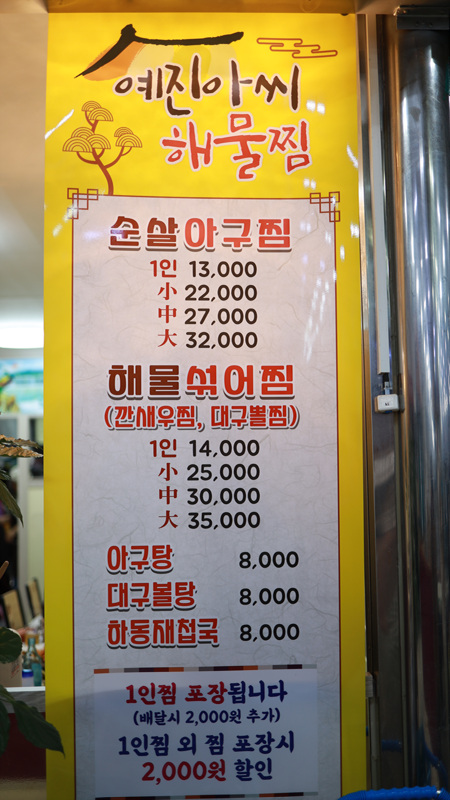 예진아씨
해물찜
순살아구찜
1인 13,000
小 22,000
中 27,000
大 32,000
해물섞어찜
(깐새우찜, 대구뽈찜)
1인 14,000
小 25,000
中 30,000
大 35,000
아구탕 8,000
대구볼탕 8,000
하동재첩국 8,000
1인찜 포장됩니다
(배달시 2,000원 추가)
1인찜 외 찜 포장시
2,000원 할인